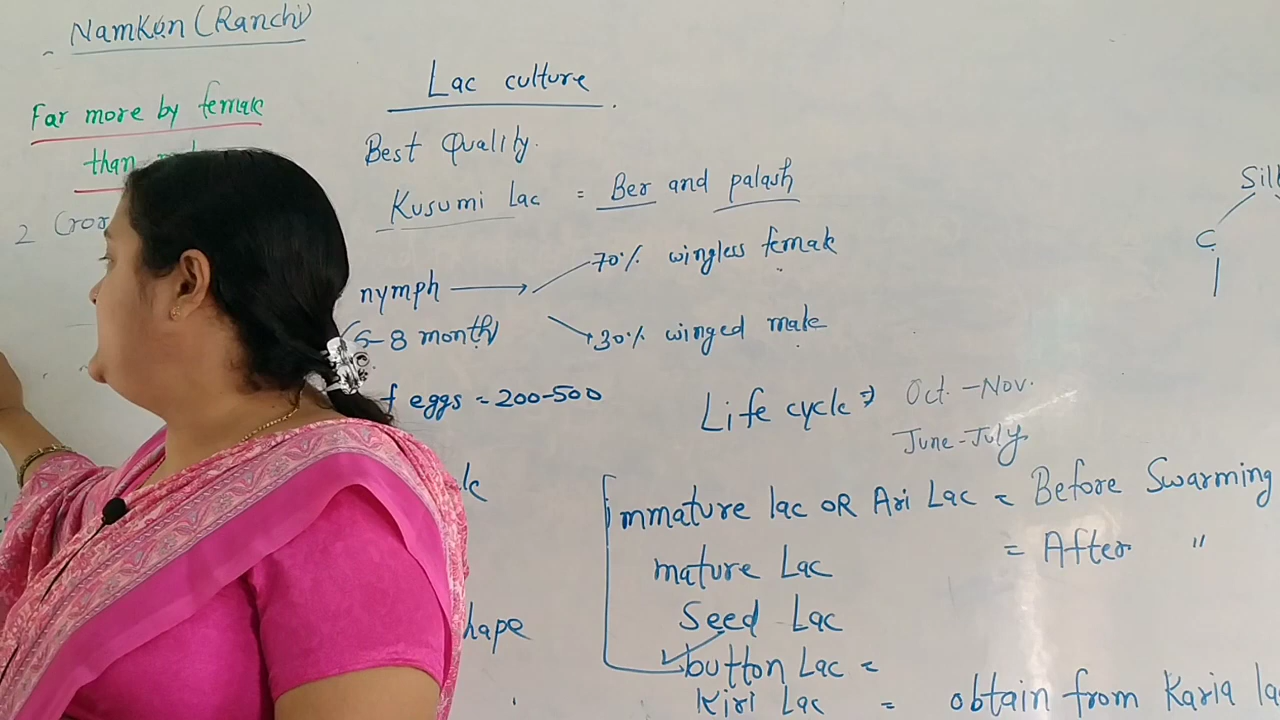 Namkun (Ranchi)
Far more by female
than
2 Cror
Lac culture
Best Quality.
Kusumi Lac = Ber and palash
nymph → 70% wingless female
30% winged male
6-8 month
f eggs = 200-500
Life cycle ⇒ Oct. - Nov.
June - July
Immature lac OR Ari Lac = Before Swarming
= After "
mature Lac
Seed Lac
button Lac =
Kiri Lac = obtain from Karia la
hape
C